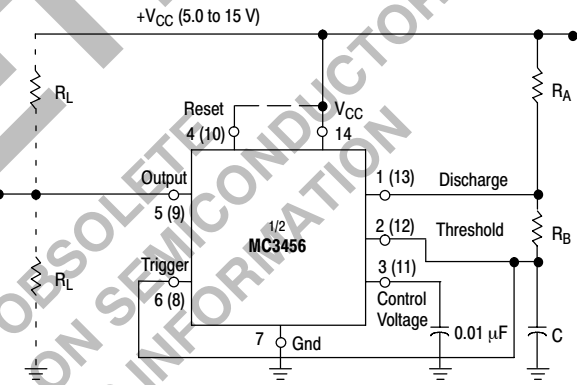 +VCC (5.0 to 15 V)
RL
RA
Reset
VCC
4 (10)
14
Output
1 (13)
Discharge
5 (9)
1/2
MC3456
2 (12)
Threshold
RB
Trigger
6 (8)
3 (11)
Control
Voltage
RL
7
Gnd
0.01 μF
C
OBSOLETE
ON SEMICONDUCTOR
INFORMATION